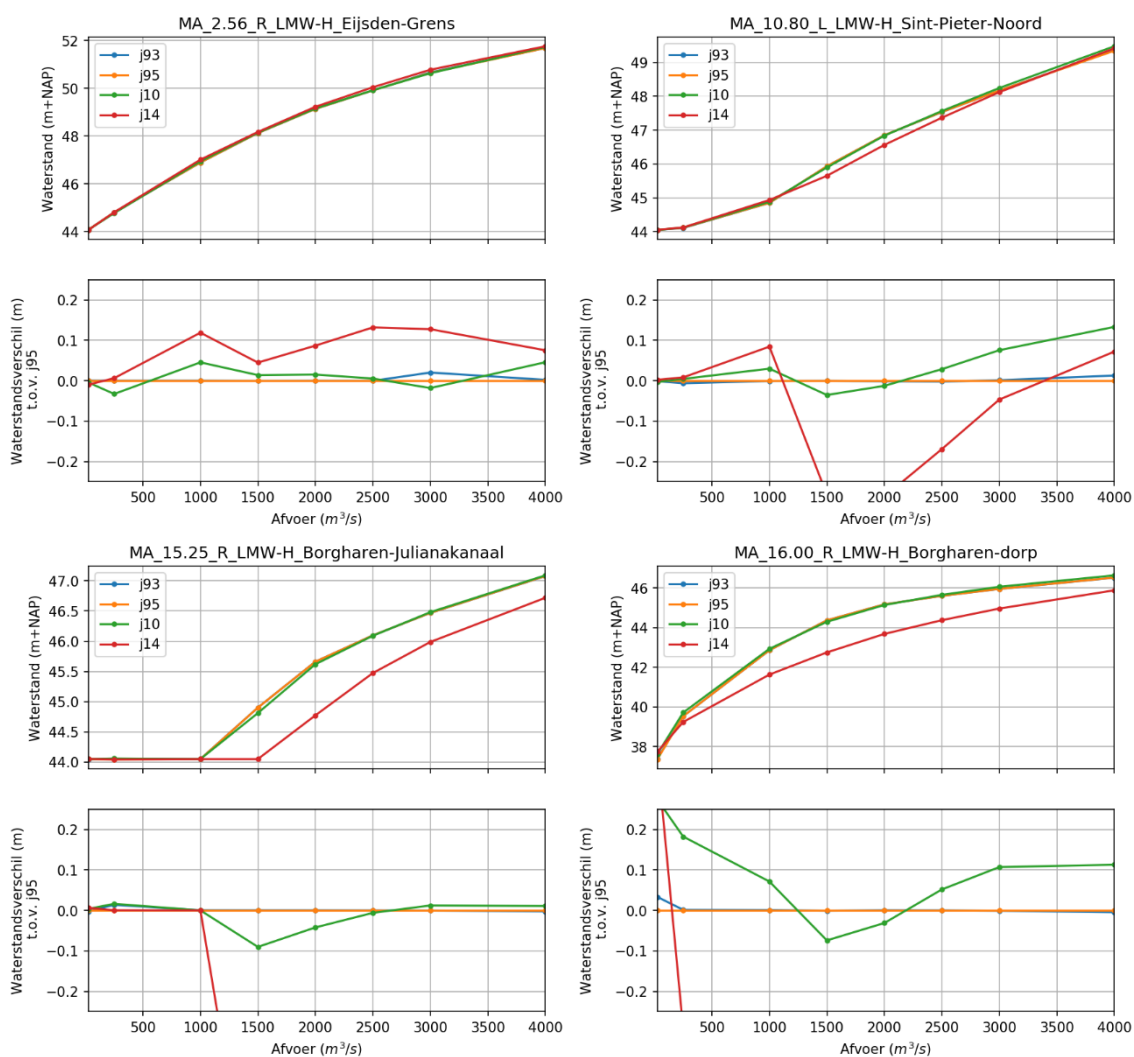 MA_2.56_R_LMW-H_Eijsden-Grens
Waterstand (m+NAP)
52
50
48
46
44
j93
j95
j10
j14
Waterstandsverschil (m)
t.o.v. j95
0.2
0.1
0.0
−0.1
−0.2
500 1000 1500 2000 2500 3000 3500 4000
Afvoer (m³/s)
MA_10.80_L_LMW-H_Sint-Pieter-Noord
Waterstand (m+NAP)
49
48
47
46
45
44
j93
j95
j10
j14
Waterstandsverschil (m)
t.o.v. j95
0.2
0.1
0.0
−0.1
−0.2
500 1000 1500 2000 2500 3000 3500 4000
Afvoer (m³/s)
MA_15.25_R_LMW-H_Borgharen-Julianakanaal
Waterstand (m+NAP)
47.0
46.5
46.0
45.5
45.0
44.5
44.0
j93
j95
j10
j14
Waterstandsverschil (m)
t.o.v. j95
0.2
0.1
0.0
−0.1
−0.2
500 1000 1500 2000 2500 3000 3500 4000
Afvoer (m³/s)
MA_16.00_R_LMW-H_Borgharen-dorp
Waterstand (m+NAP)
46
44
42
40
38
j93
j95
j10
j14
Waterstandsverschil (m)
t.o.v. j95
0.2
0.1
0.0
−0.1
−0.2
500 1000 1500 2000 2500 3000 3500 4000
Afvoer (m³/s)